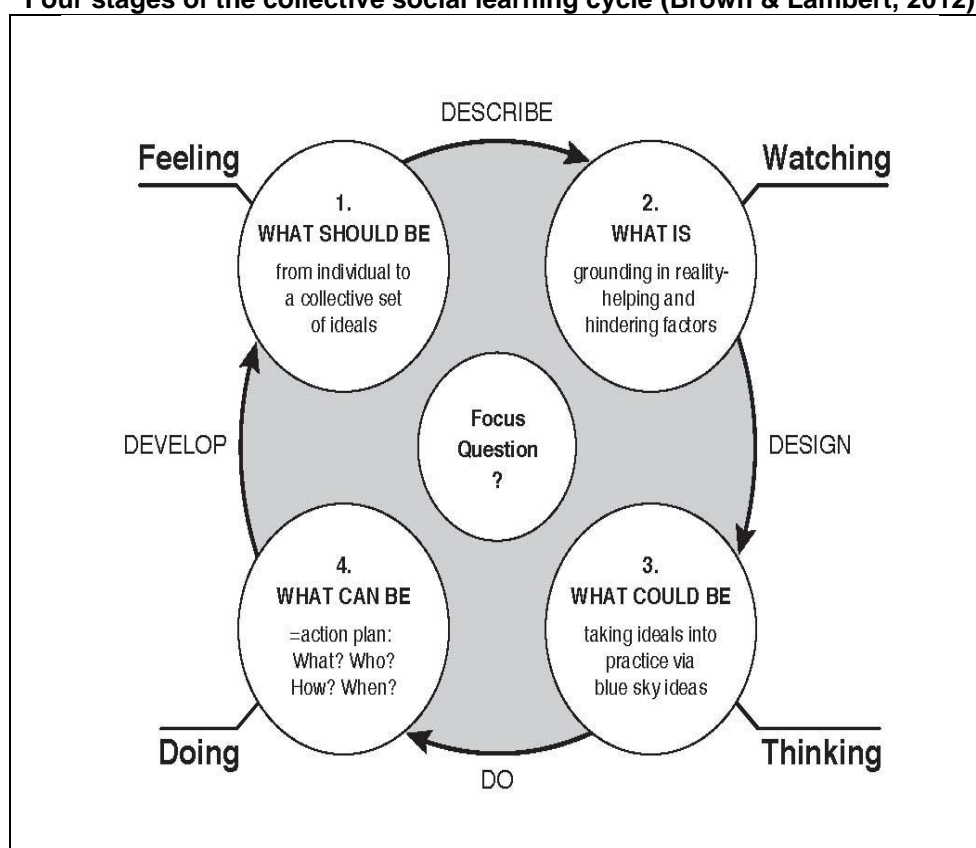 Four stages of the collective social learning cycle (Brown & Lambert, 2012)
DESCRIBE
Feeling
Watching
1.
WHAT SHOULD BE
from individual to
a collective set
of ideals
2.
WHAT IS
grounding in reality-
helping and
hindering factors
DEVELOP
Focus
Question
?
DESIGN
4.
WHAT CAN BE
=action plan:
What? Who?
How? When?
3.
WHAT COULD BE
taking ideals into
practice via
blue sky ideas
Doing
Thinking
DO